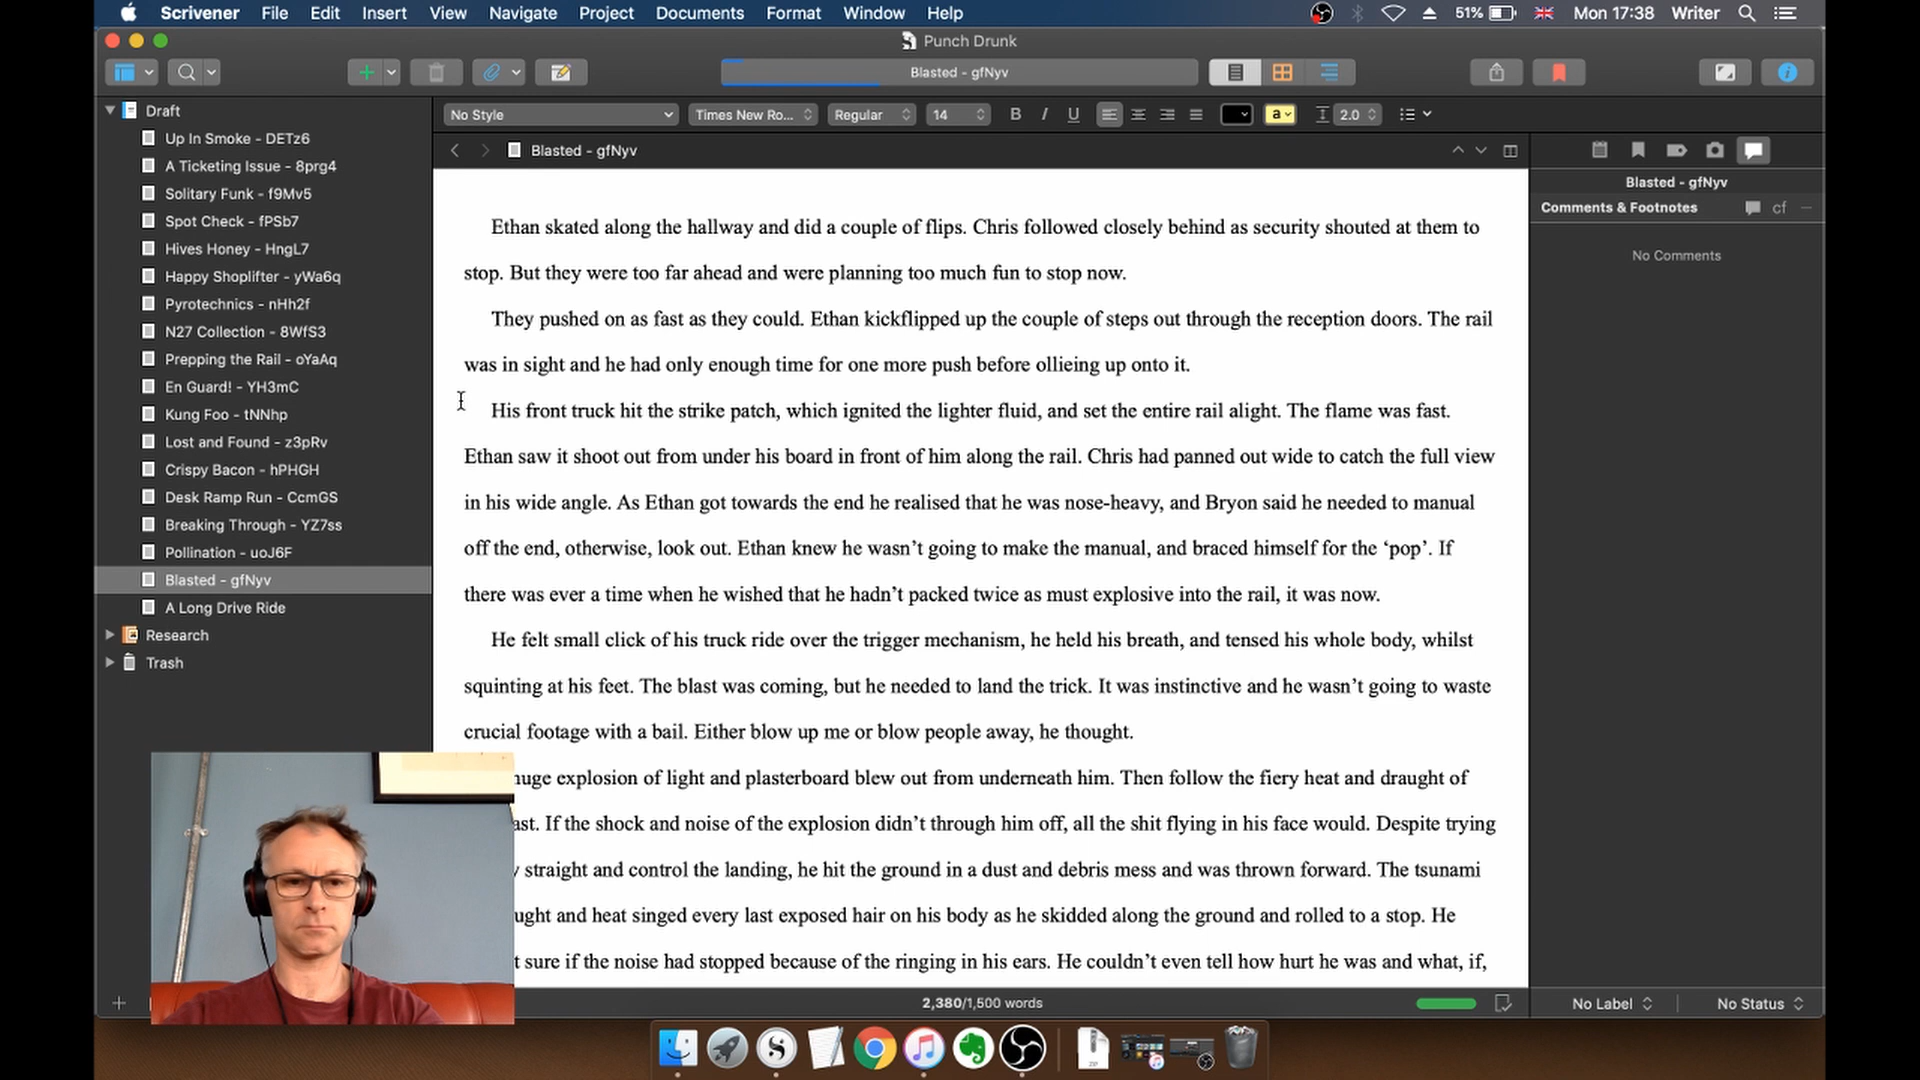 Scrivener File Edit Insert View Navigate Project Documents Format Window Help 51% Mon 17:38 Writer
Punch Drunk
Blasted - gfNyv
No Style Times New Ro... Regular 14 B I U a 2.0
Draft
Up In Smoke - DETz6
A Ticketing Issue - 8prg4
Solitary Funk - f9Mv5
Spot Check - fPSb7
Hives Honey - HngL7
Happy Shoplifter - yWa6q
Pyrotechnics - nHh2f
N27 Collection - 8WfS3
Prepping the Rail - oYaAq
En Guard! - YH3mC
Kung Foo - tNNhp
Lost and Found - z3pRv
Crispy Bacon - hPHGH
Desk Ramp Run - CcmGS
Breaking Through - YZ7ss
Pollination - uoJ6F
Blasted - gfNyv
A Long Drive Ride
Research
Trash
Blasted - gfNyv
Ethan skated along the hallway and did a couple of flips. Chris followed closely behind as security shouted at them to
stop. But they were too far ahead and were planning too much fun to stop now.
They pushed on as fast as they could. Ethan kickflipped up the couple of steps out through the reception doors. The rail
was in sight and he had only enough time for one more push before ollieing up onto it.
His front truck hit the strike patch, which ignited the lighter fluid, and set the entire rail alight. The flame was fast.
Ethan saw it shoot out from under his board in front of him along the rail. Chris had panned out wide to catch the full view
in his wide angle. As Ethan got towards the end he realised that he was nose-heavy, and Bryon said he needed to manual
off the end, otherwise, look out. Ethan knew he wasn’t going to make the manual, and braced himself for the ‘pop’. If
there was ever a time when he wished that he hadn’t packed twice as must explosive into the rail, it was now.
He felt small click of his truck ride over the trigger mechanism, he held his breath, and tensed his whole body, whilst
squinting at his feet. The blast was coming, but he needed to land the trick. It was instinctive and he wasn’t going to waste
crucial footage with a bail. Either blow up me or blow people away, he thought.
huge explosion of light and plasterboard blew out from underneath him. Then follow the fiery heat and draught of
If the shock and noise of the explosion didn’t through him off, all the shit flying in his face would. Despite trying
straight and control the landing, he hit the ground in a dust and debris mess and was thrown forward. The tsunami
and heat singed every last exposed hair on his body as he skidded along the ground and rolled to a stop. He
sure if the noise had stopped because of the ringing in his ears. He couldn’t even tell how hurt he was and what, if,
2,380/1,500 words
Blasted - gfNyv
Comments & Footnotes cf
No Comments
No Label No Status
ZIP